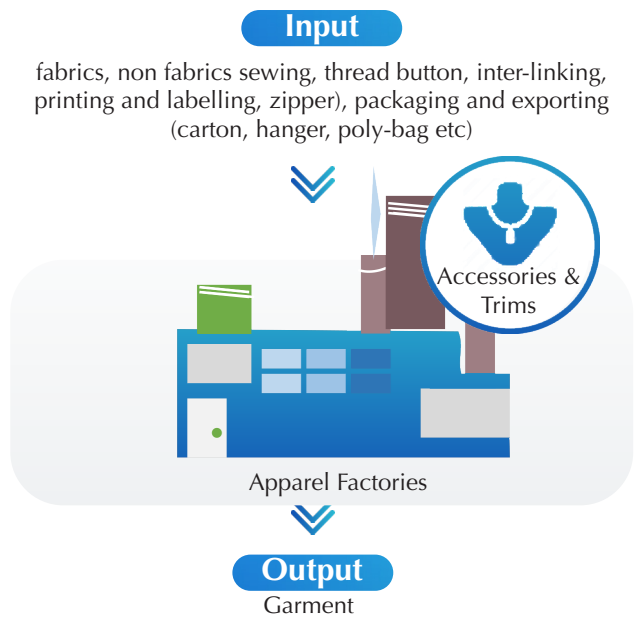 Input
fabrics, non fabrics sewing, thread button, inter-linking,
printing and labelling, zipper), packaging and exporting
(carton, hanger, poly-bag etc)
Accessories &
Trims
Apparel Factories
Output
Garment